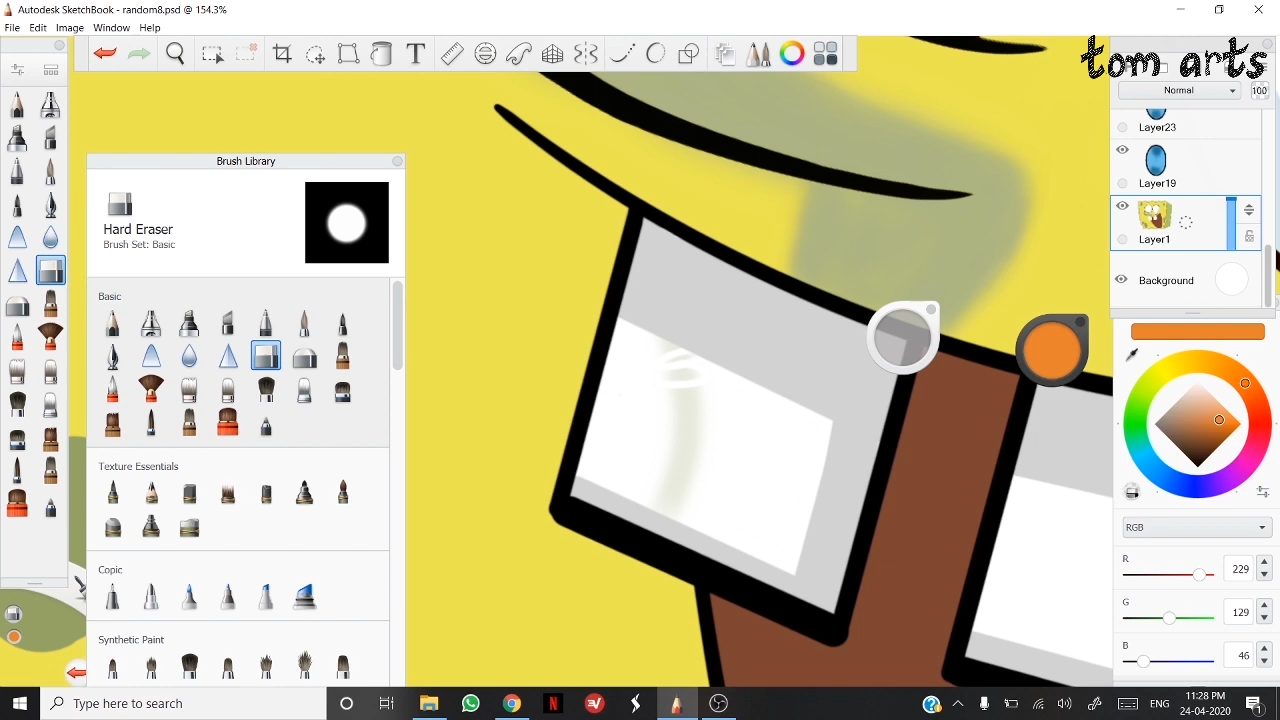 Autodesk SketchBook - random8.psd @ 154.3%
File Edit Image Window Help
tom arts
Normal
100
Brush Library
Hard Eraser
Brush Set: Basic
Layer23
Layer19
Layer1
Background
Basic
Texture Essentials
Copic
Synthetic Paint
RGB
R 229
G 129
B 46
Type here to search
ENG
11:28 PM
24-04-2020